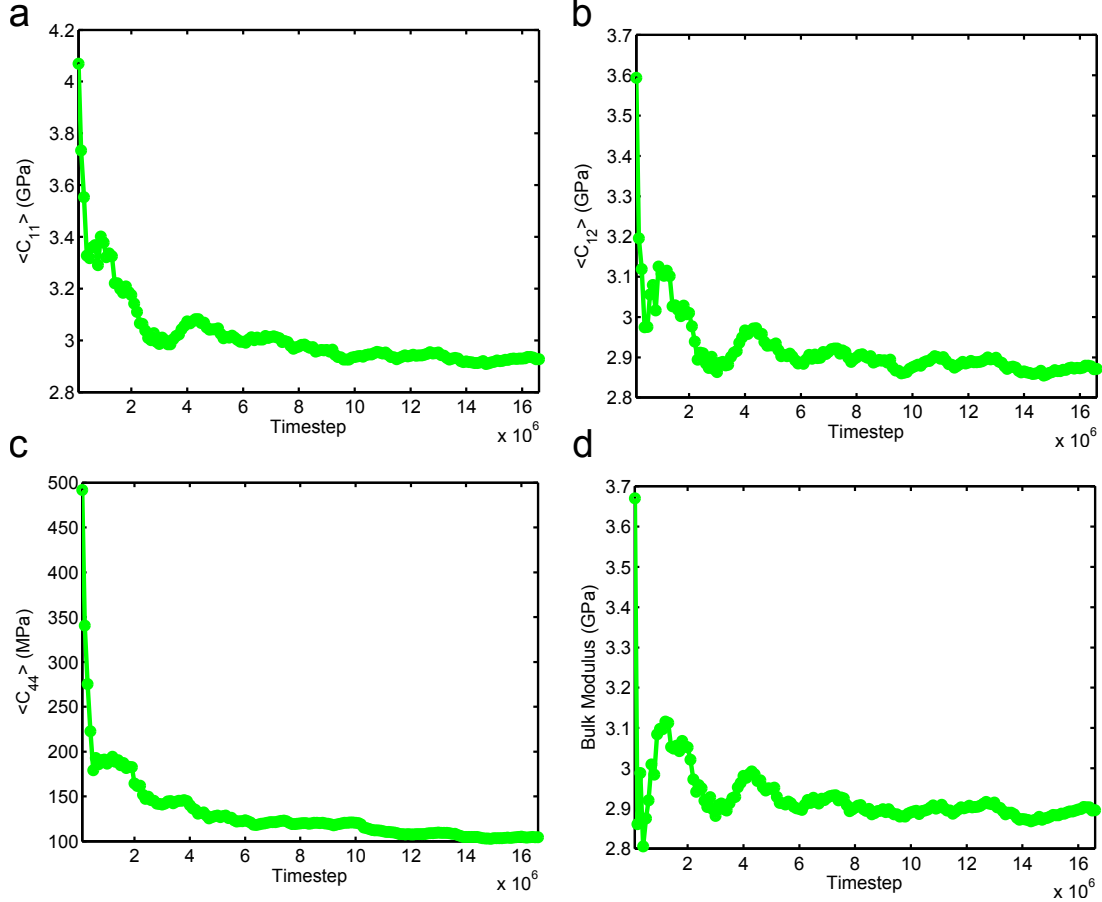 a
4.2
4
3.8
3.6
3.4
3.2
3
2.8
<C11> (GPa)
2 4 6 8 10 12 14 16
Timestep
x 10^6
b
3.7
3.6
3.5
3.4
3.3
3.2
3.1
3
2.9
2.8
<C12> (GPa)
2 4 6 8 10 12 14 16
Timestep
x 10^6
c
500
450
400
350
300
250
200
150
100
<C44> (MPa)
2 4 6 8 10 12 14 16
Timestep
x 10^6
d
3.7
3.6
3.5
3.4
3.3
3.2
3.1
3
2.9
2.8
Bulk Modulus (GPa)
2 4 6 8 10 12 14 16
Timestep
x 10^6